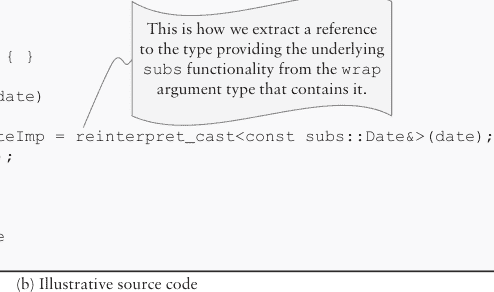 This is how we extract a reference
to the type providing the underlying
subs functionality from the wrap
argument type that contains it.
{ }
date)
teImp = reinterpret_cast<const subs::Date&>(date);
);
e
(b) Illustrative source code